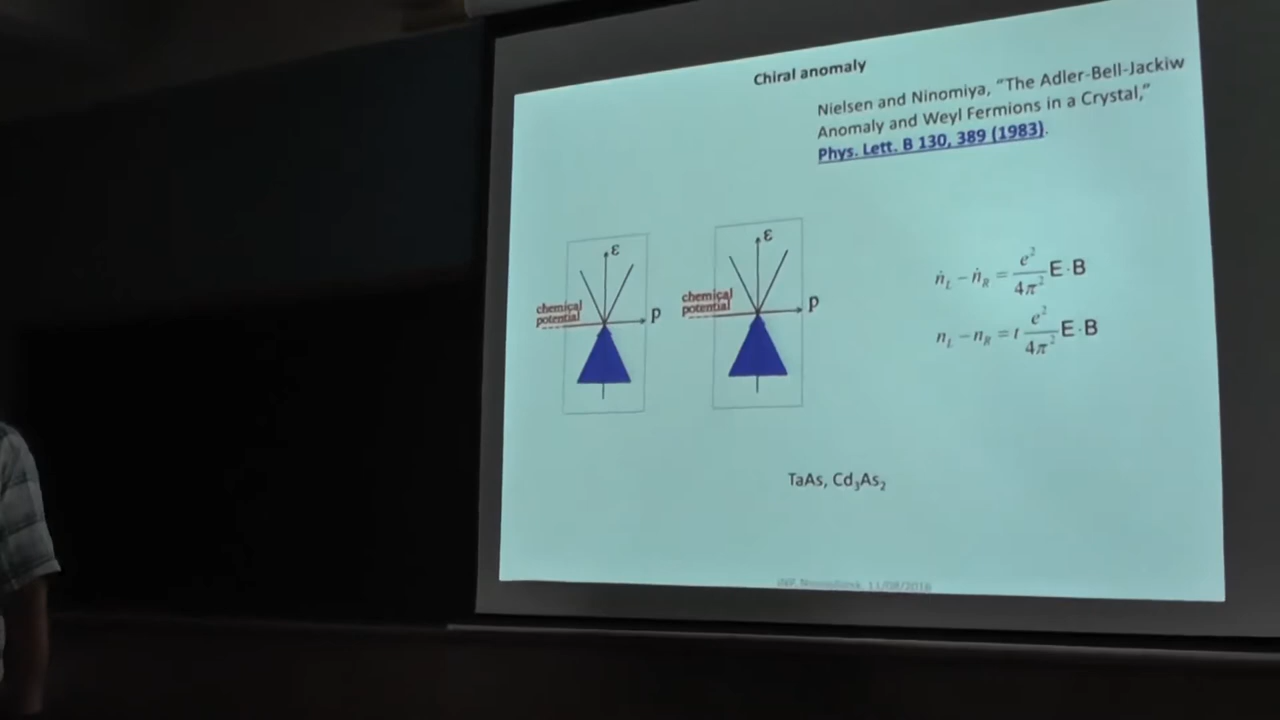 Chiral anomaly
Nielsen and Ninomiya, “The Adler-Bell-Jackiw
Anomaly and Weyl Fermions in a Crystal,”
Phys. Lett. B 130, 389 (1983).
ε
chemical
potential
p
ε
chemical
potential
p
ṅ_L − ṅ_R = e²/4π² E·B
n_L − n_R = t e²/4π² E·B
TaAs, Cd₃As₂